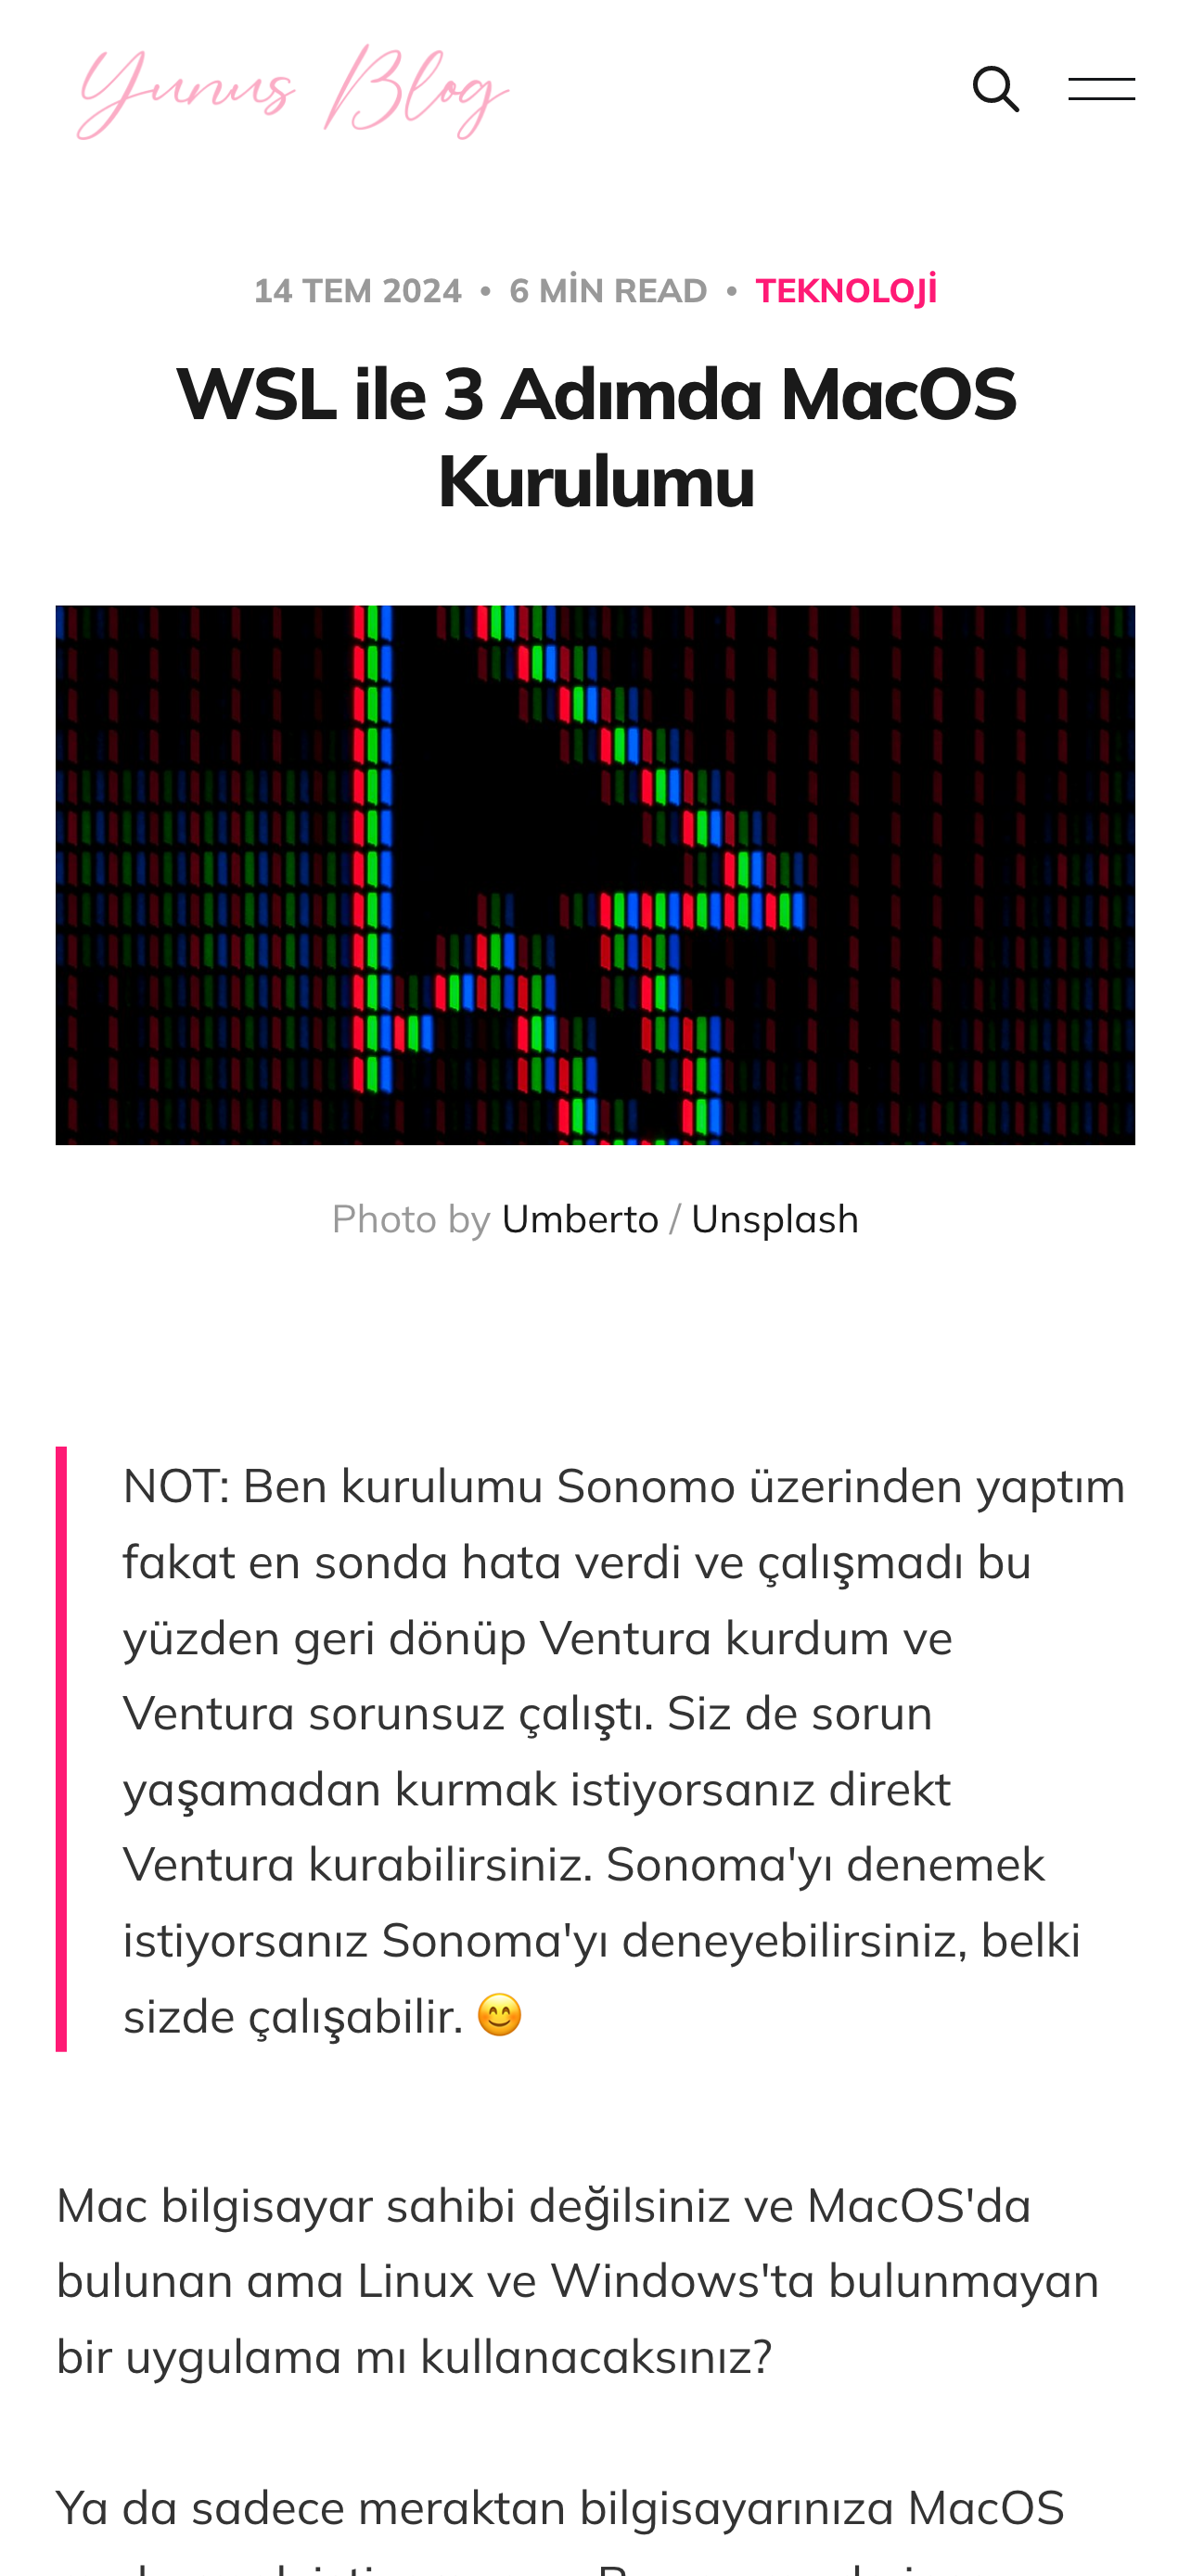 Yunus Blog
14 TEM 2024 • 6 MİN READ • TEKNOLOJİ
WSL ile 3 Adımda MacOS
Kurulumu
Photo by Umberto / Unsplash
NOT: Ben kurulumu Sonomo üzerinden yaptım
fakat en sonda hata verdi ve çalışmadı bu
yüzden geri dönüp Ventura kurdum ve
Ventura sorunsuz çalıştı. Siz de sorun
yaşamadan kurmak istiyorsanız direkt
Ventura kurabilirsiniz. Sonoma'yı denemek
istiyorsanız Sonoma'yı deneyebilirsiniz, belki
sizde çalışabilir. 😊
Mac bilgisayar sahibi değilsiniz ve MacOS'da
bulunan ama Linux ve Windows'ta bulunmayan
bir uygulama mı kullanacaksınız?
Ya da sadece meraktan bilgisayarınıza MacOS